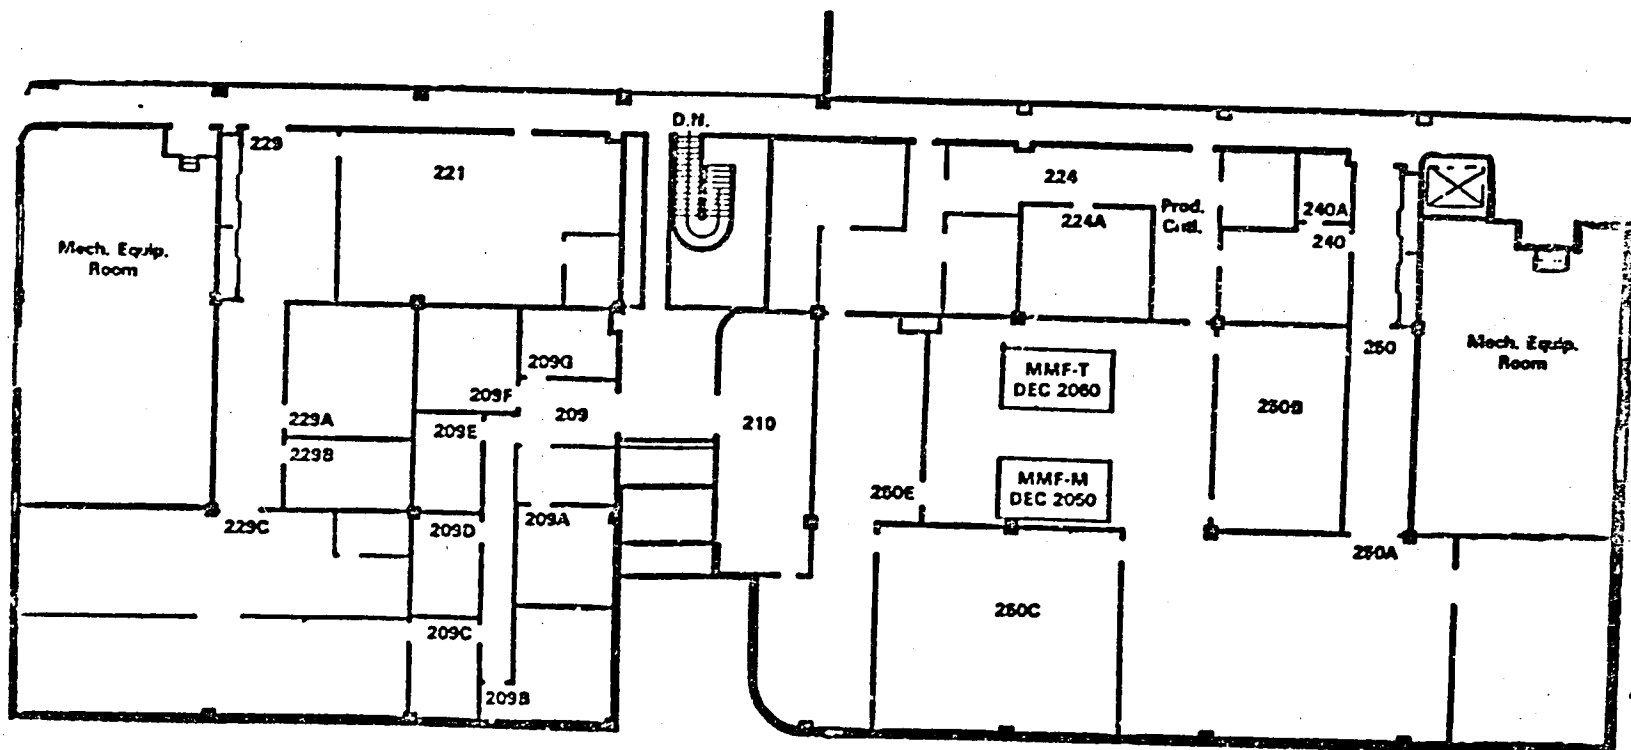 D.N.
229
221
224
224A
Prod.
Cntl.
240A
240
Mech. Equip.
Room
Mech. Equip.
Room
250
209G
209F
209
MMF-T
DEC 2060
250B
229A
209E
210
229B
MMF-M
DEC 2050
250E
229C
209D
209A
250A
250C
209C
209B